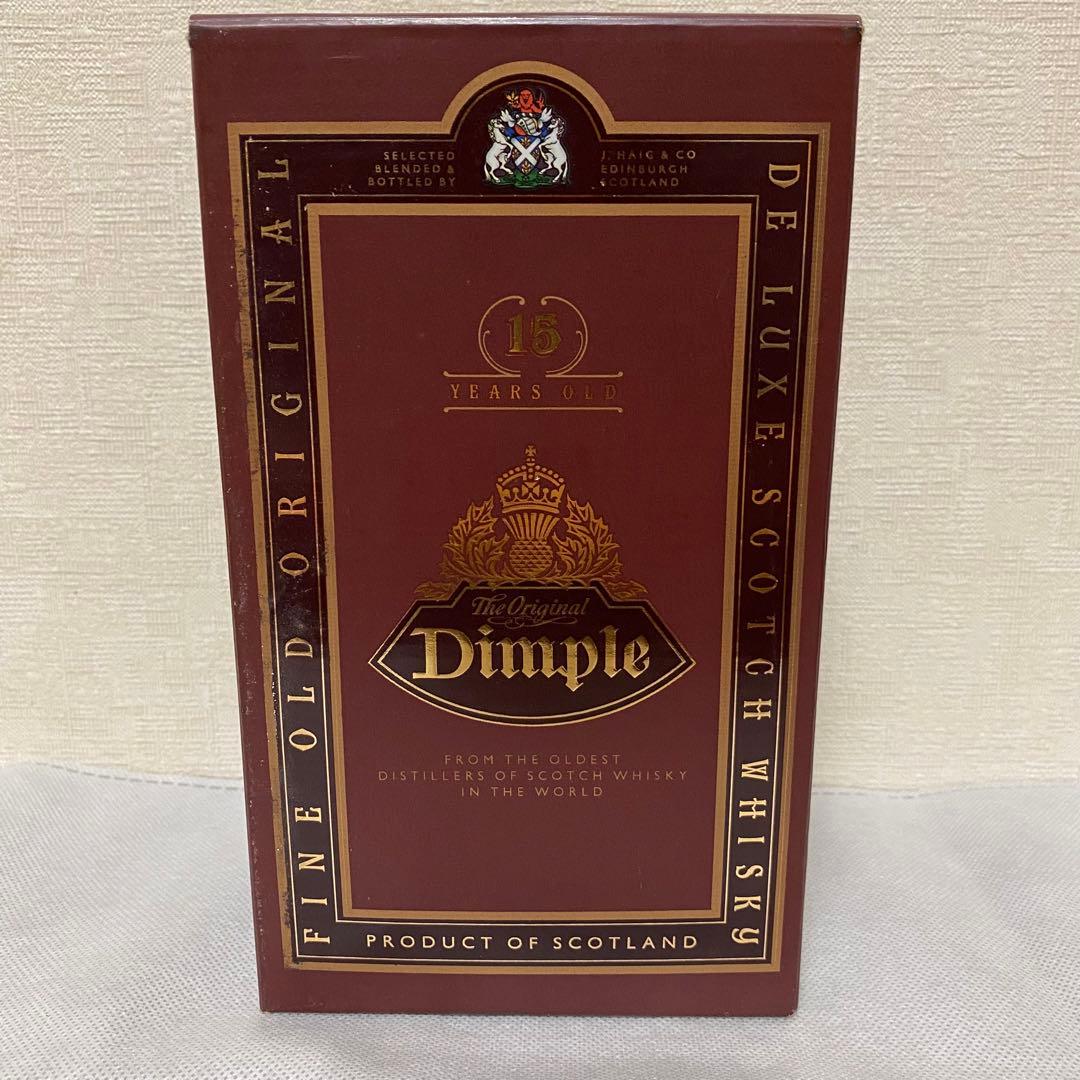 SELECTED
BLENDED &
BOTTLED BY
J. HAIG & CO
EDINBURGH
SCOTLAND
FINE OLD ORIGINAL
DE LUXE SCOTCH WHISKY
15
YEARS OLD
The Original
Dimple
FROM THE OLDEST
DISTILLERS OF SCOTCH WHISKY
IN THE WORLD
PRODUCT OF SCOTLAND